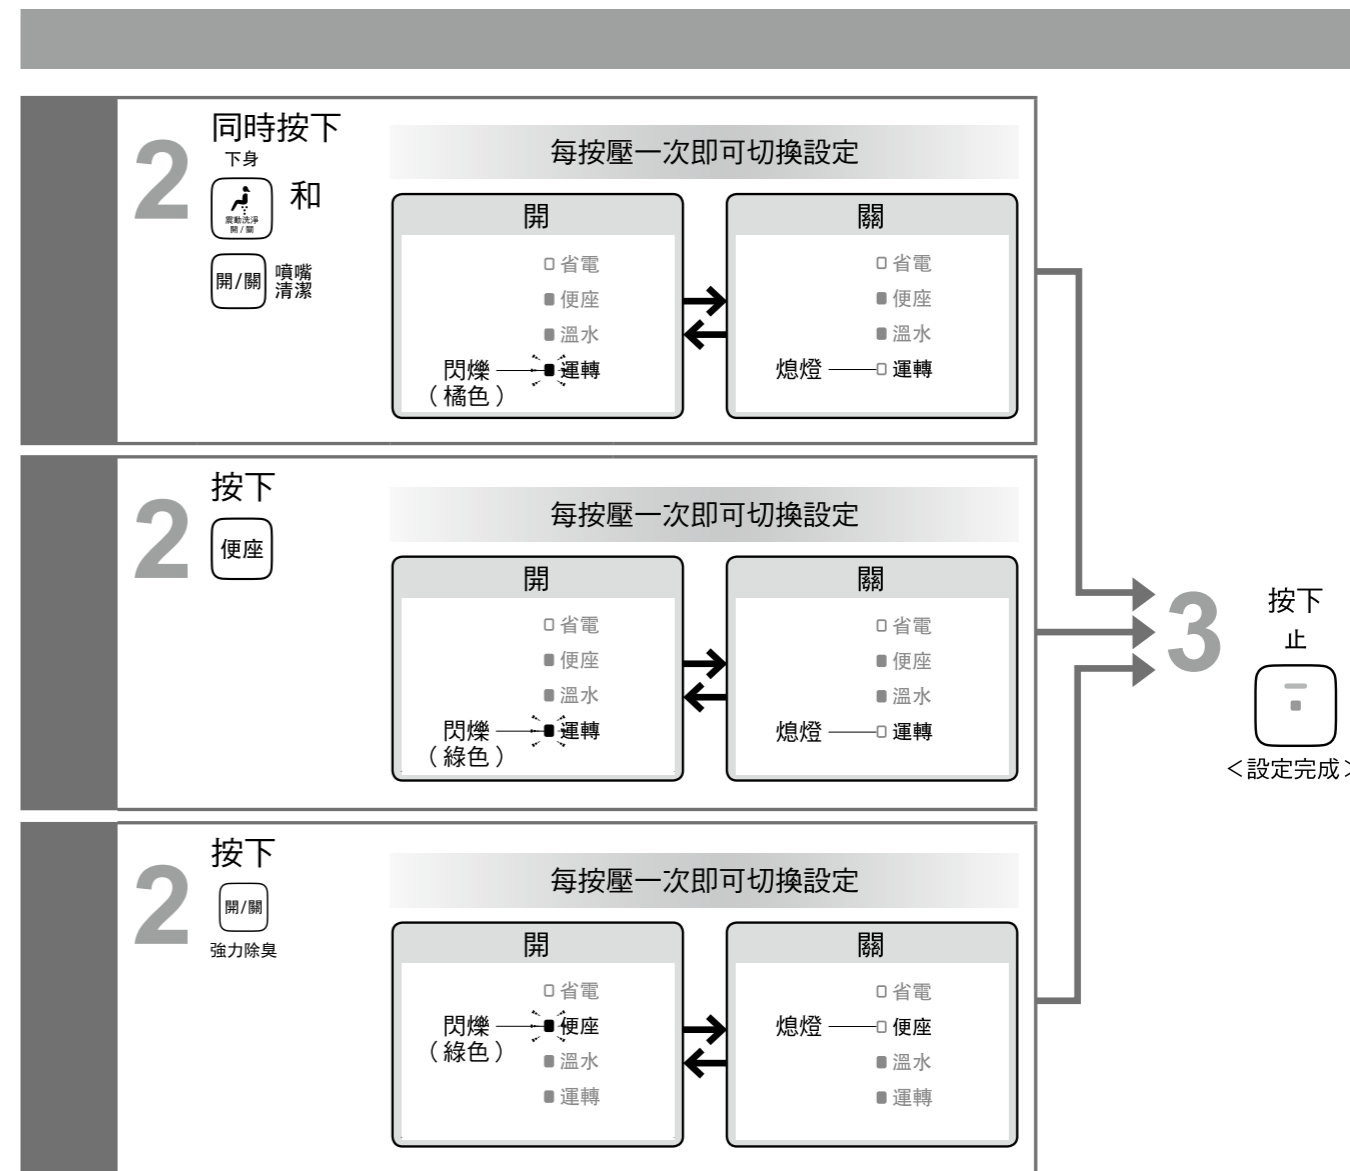 2
同時按下
下身
震動洗淨
開/關
和
開/關
噴嘴
清潔
每按壓一次即可切換設定
開
省電
便座
溫水
閃爍
運轉
（橘色）
關
省電
便座
溫水
熄燈
運轉
2
按下
便座
每按壓一次即可切換設定
開
省電
便座
溫水
閃爍
運轉
（綠色）
關
省電
便座
溫水
熄燈
運轉
2
按下
開/關
強力除臭
每按壓一次即可切換設定
開
省電
閃爍
便座
（綠色）
溫水
運轉
關
省電
熄燈
便座
溫水
運轉
3
按下
止
＜設定完成＞